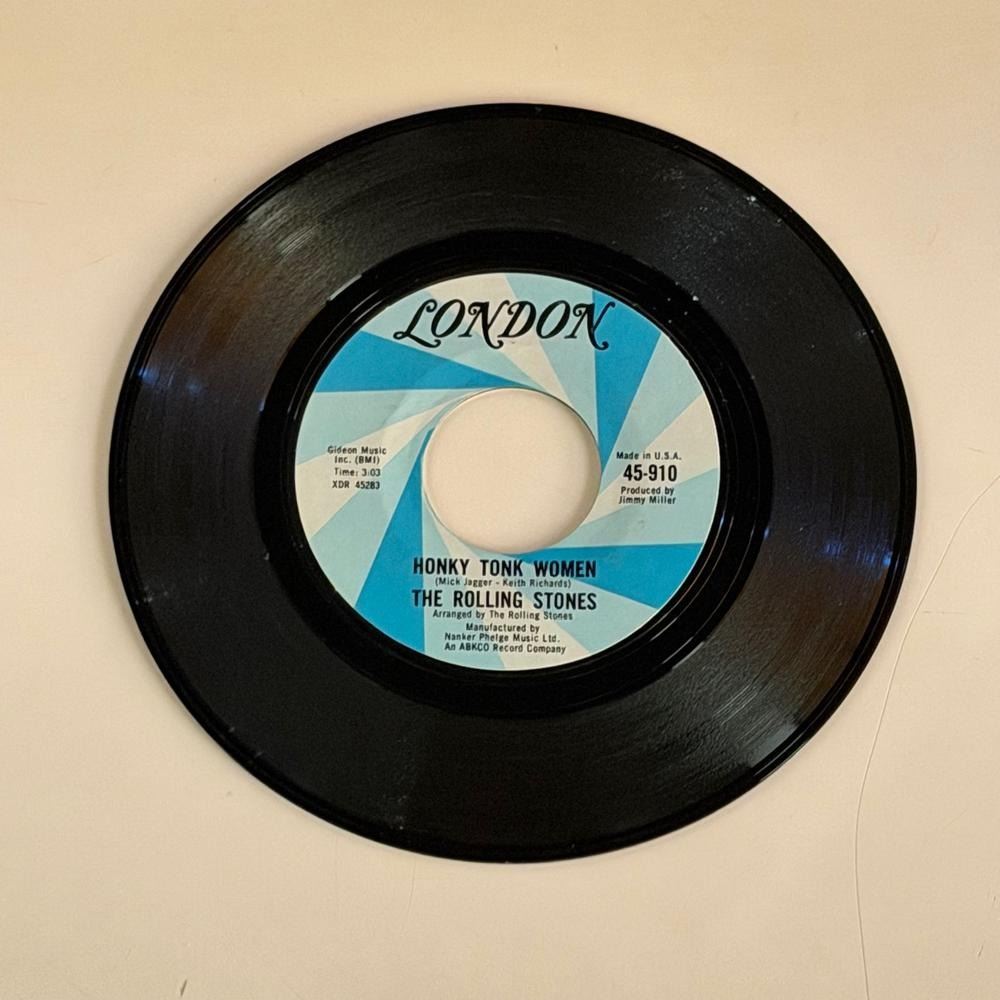 LONDON
Gideon Music
Inc. (BMI)
Time: 3:03
XDR 45283
Made in U.S.A.
45-910
Produced by
Jimmy Miller
HONKY TONK WOMEN
(Mick Jagger - Keith Richards)
THE ROLLING STONES
Arranged by The Rolling Stones
Manufactured by
Nanker Phelge Music Ltd.
An ABKCO Record Company